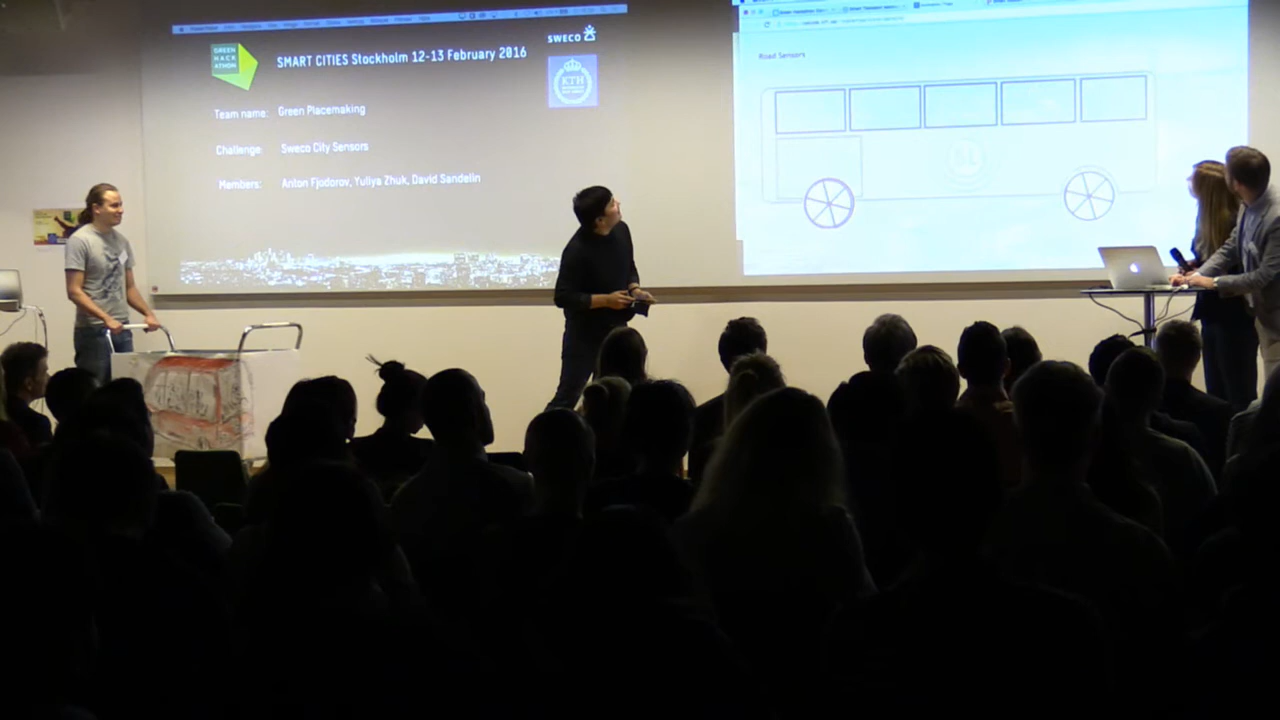 GREEN
HACK
ATHON
SMART CITIES Stockholm 12-13 February 2016
SWECO
KTH
Team name: Green Placemaking
Challenge: Sweco City Sensors
Members: Anton Fjodorov, Yuliya Zhuk, David Sandelin
Road Sensors
SL